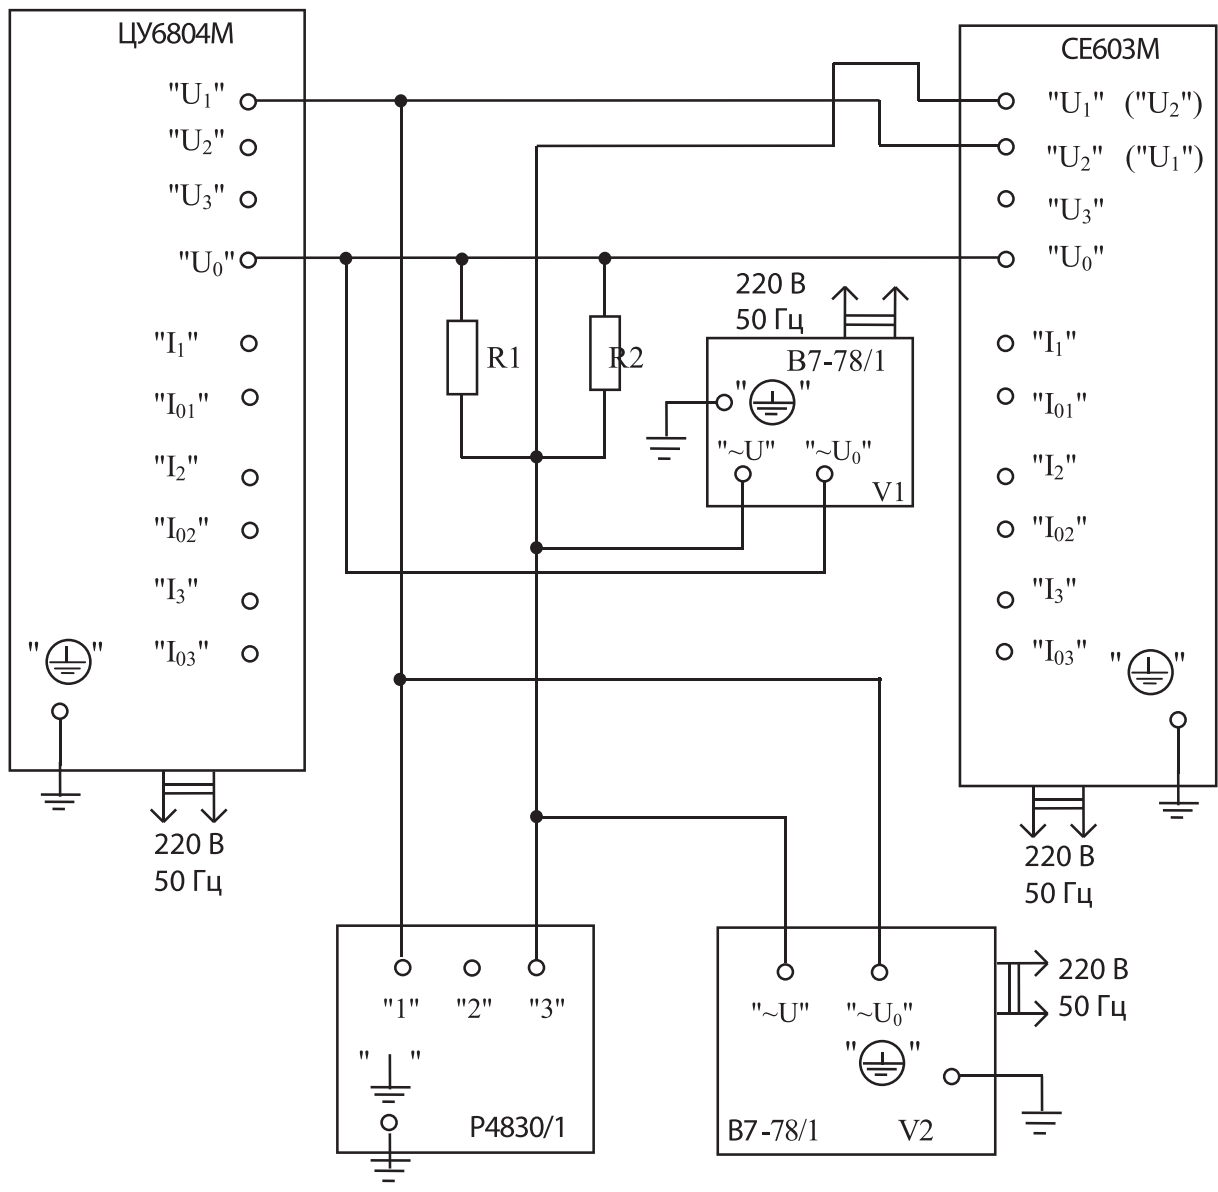 ЦУ6804М
"U₁"
"U₂"
"U₃"
"U₀"
"I₁"
"I₀₁"
"I₂"
"I₀₂"
"I₃"
"I₀₃"
" "
220 В
50 Гц
R1
R2
220 В
50 Гц
В7-78/1
" "
"~U" "~U₀"
V1
СЕ603М
"U₁" ("U₂")
"U₂" ("U₁")
"U₃"
"U₀"
"I₁"
"I₀₁"
"I₂"
"I₀₂"
"I₃"
"I₀₃"
" "
220 В
50 Гц
"1" "2" "3"
" "
Р4830/1
"~U" "~U₀"
" "
В7-78/1 V2
220 В
50 Гц